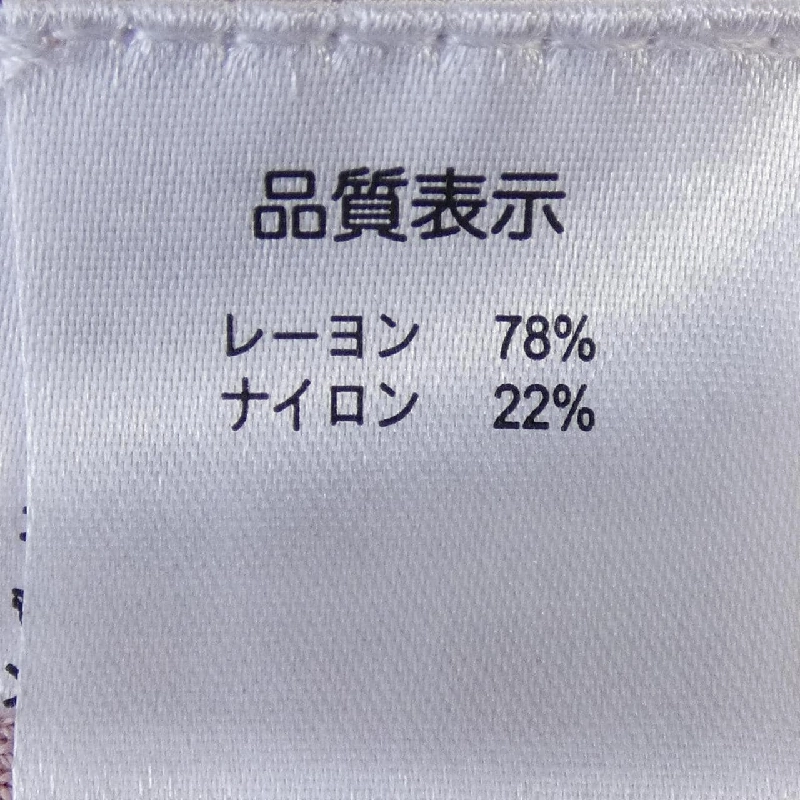 品質表示
レーヨン 78%
ナイロン 22%